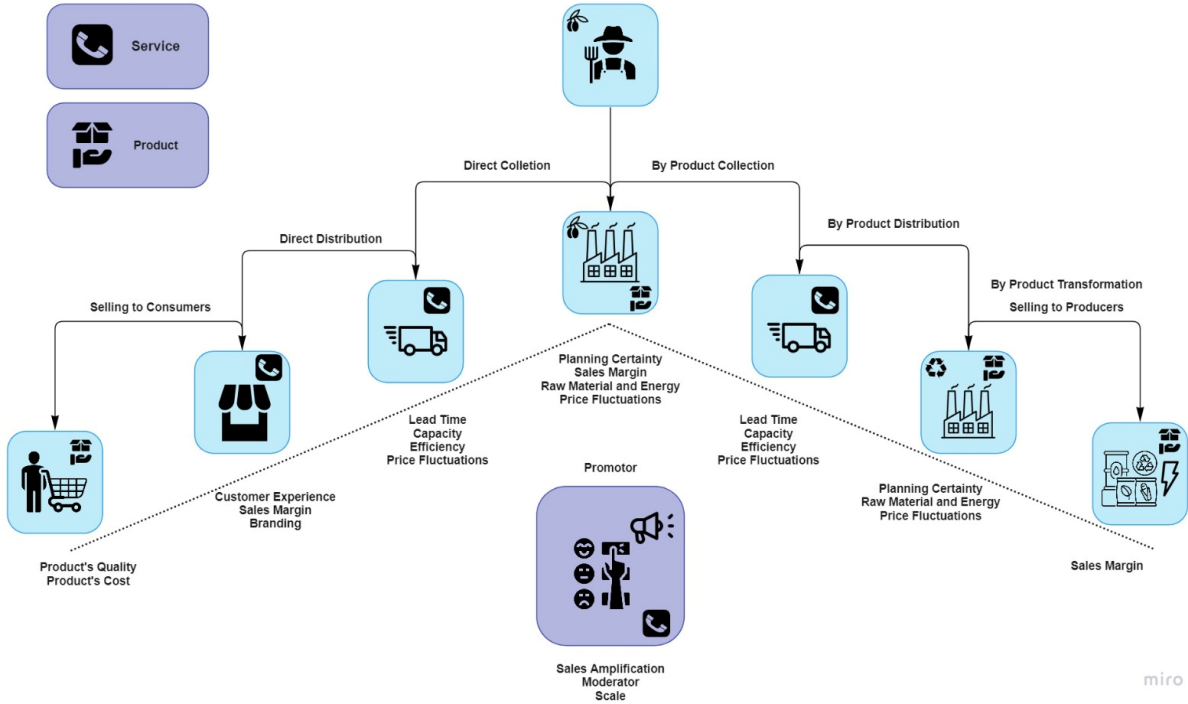 Service
Product
Direct Colletion
By Product Collection
Direct Distribution
By Product Distribution
Selling to Consumers
By Product Transformation
Selling to Producers
Planning Certainty
Sales Margin
Raw Material and Energy
Price Fluctuations
Lead Time
Capacity
Efficiency
Price Fluctuations
Lead Time
Capacity
Efficiency
Price Fluctuations
Customer Experience
Sales Margin
Branding
Planning Certainty
Raw Material and Energy
Price Fluctuations
Product's Quality
Product's Cost
Sales Margin
Promotor
Sales Amplification
Moderator
Scale
miro